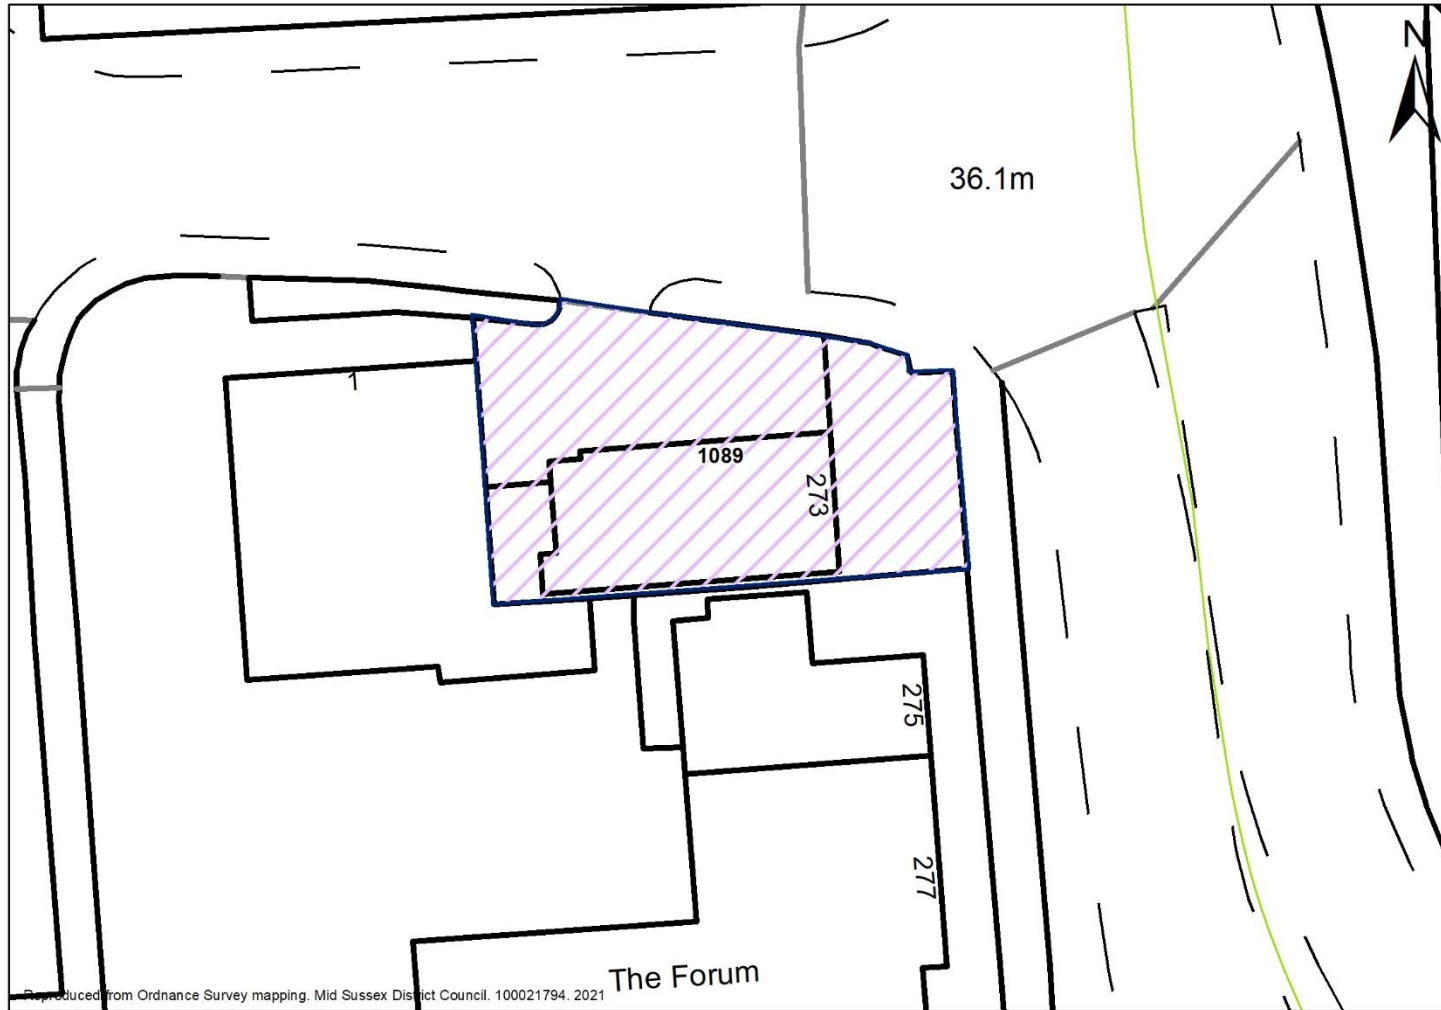 N
36.1m
1
1089
273
275
277
The Forum
Reproduced from Ordnance Survey mapping. Mid Sussex District Council. 100021794. 2021